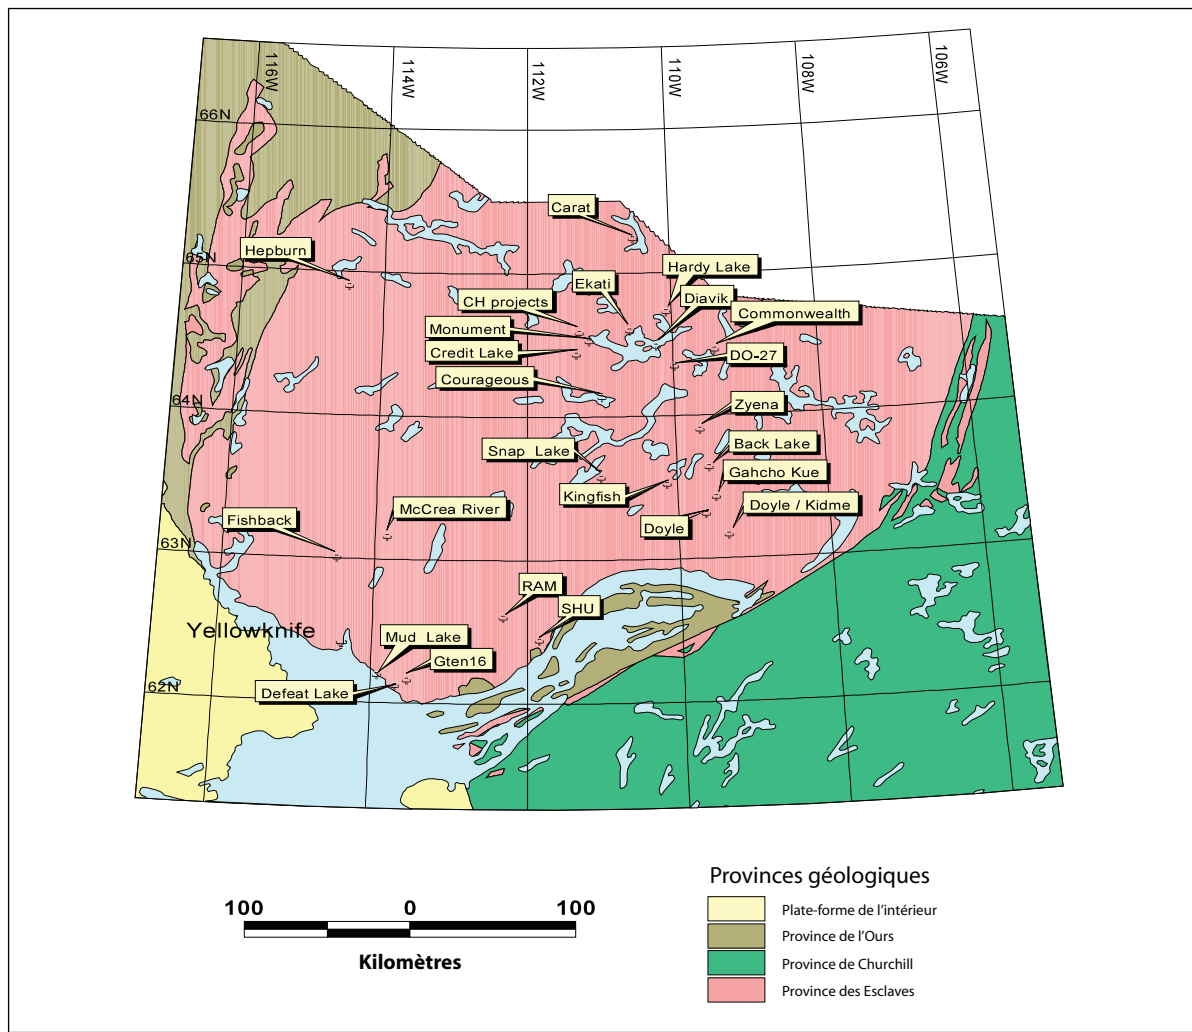 116W
114W
112W
110W
108W
106W
66N
65N
64N
63N
62N
Carat
Hepburn
Hardy Lake
Ekati
Diavik
CH projects
Commonwealth
Monument
Credit Lake
DO-27
Courageous
Zyena
Snap Lake
Back Lake
Gahcho Kue
Kingfish
McCrea River
Doyle / Kidme
Fishback
Doyle
RAM
SHU
Yellowknife
Mud Lake
Gten16
Defeat Lake
100 0 100
Kilomètres
Provinces géologiques
Plate-forme de l'intérieur
Province de l'Ours
Province de Churchill
Province des Esclaves